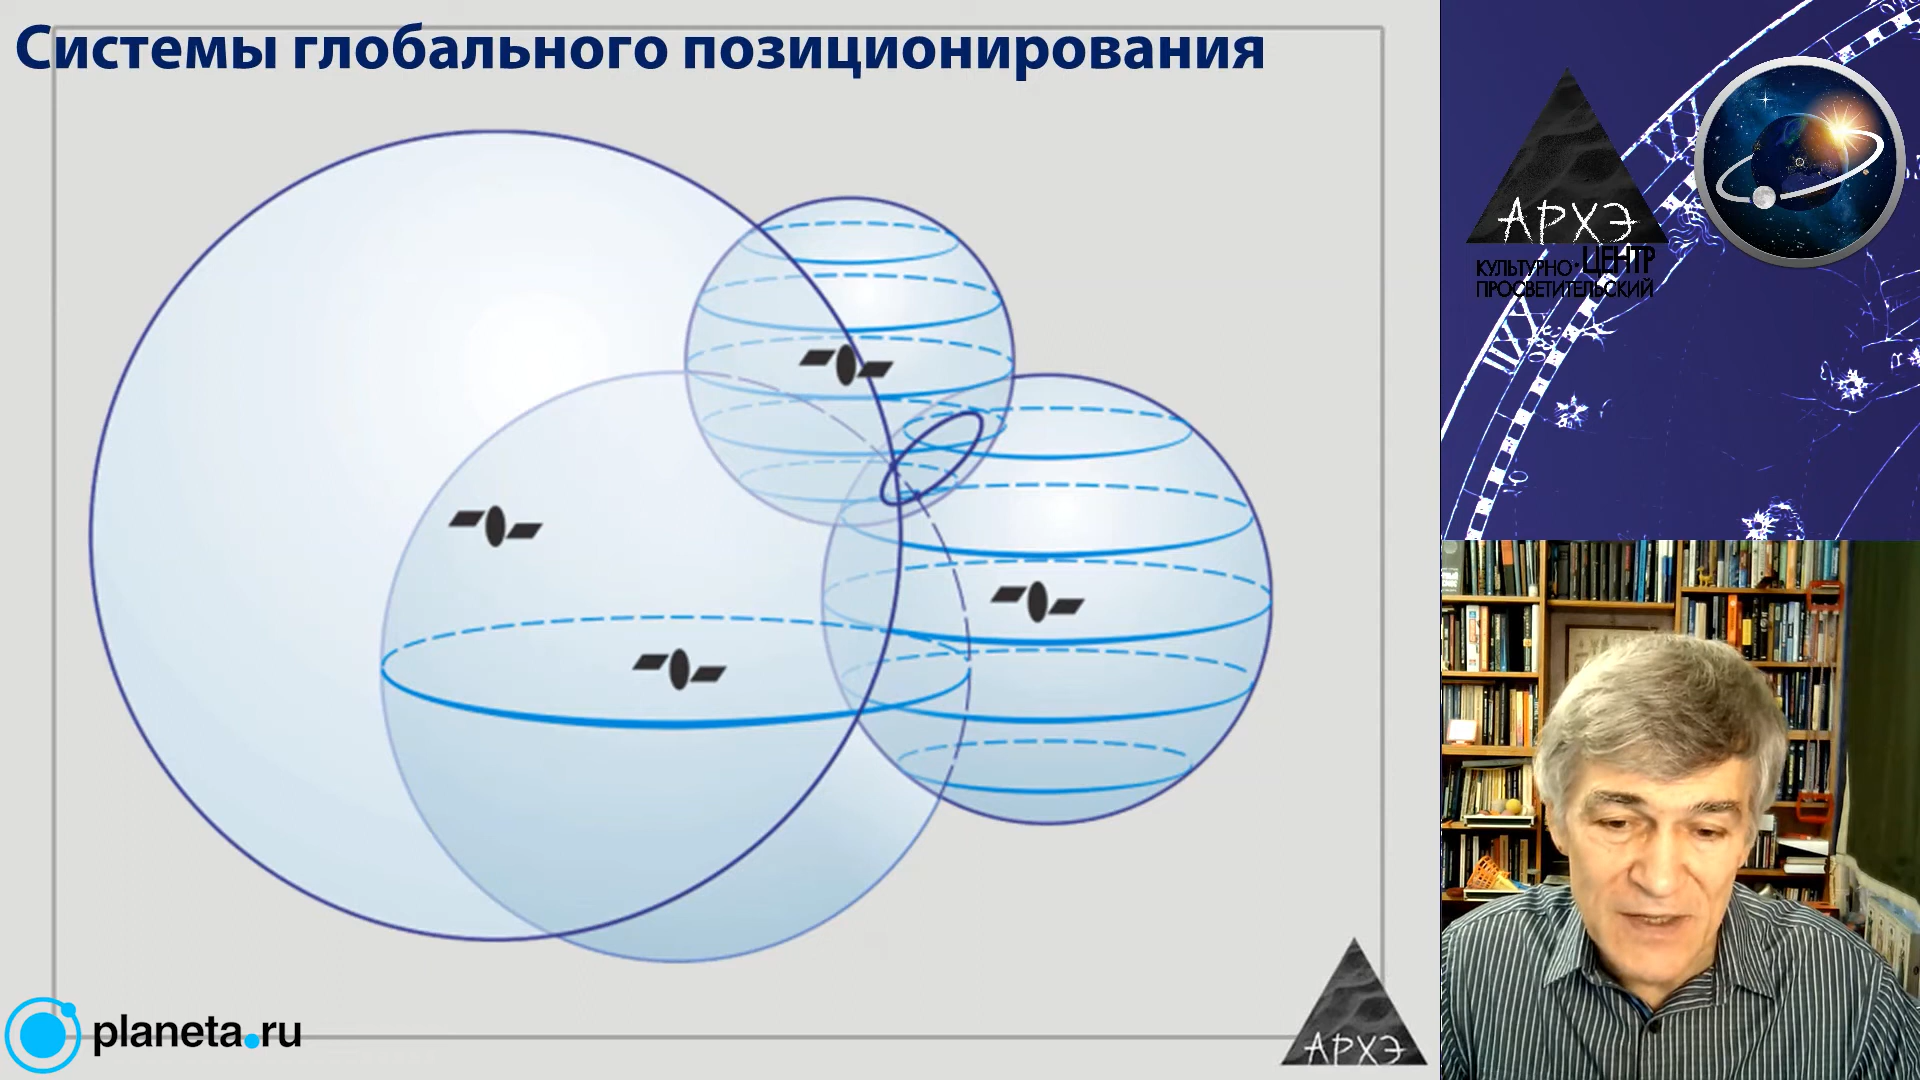 Системы глобального позиционирования
АРХЭ
КУЛЬТУРНО-ЦЕНТР
ПРОСВЕТИТЕЛЬСКИЙ
planeta.ru
АРХЭ